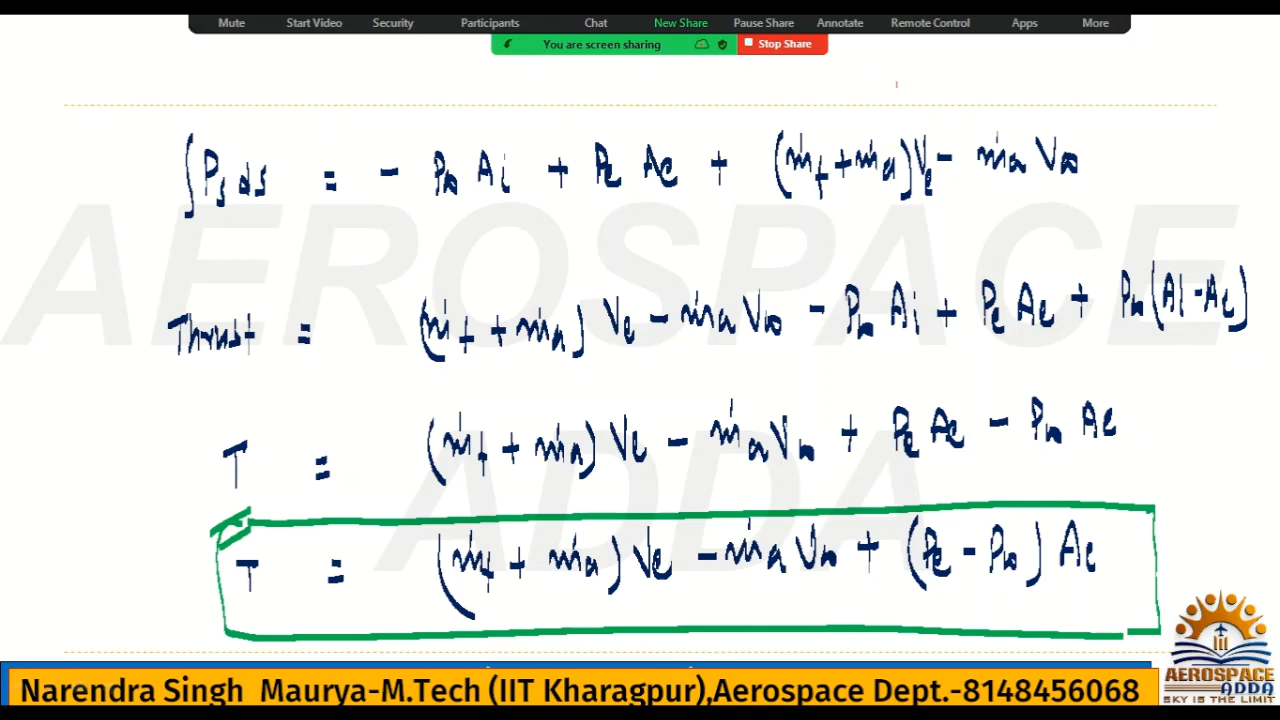 Mute Start Video Security Participants Chat New Share Pause Share Annotate Remote Control Apps More
You are screen sharing Stop Share
∫ Ps ds = - P∞ Ai + Pe Ae + (ṁf + ṁa) Ve - ṁa V∞
Thrust = (ṁf + ṁa) Ve - ṁa V∞ - P∞ Ai + Pe Ae + P∞ (Ai - Ae)
T = (ṁf + ṁa) Ve - ṁa V∞ + Pe Ae - P∞ Ae
T = (ṁf + ṁa) Ve - ṁa V∞ + (Pe - P∞) Ae
AEROSPACE
ADDA
Narendra Singh Maurya-M.Tech (IIT Kharagpur),Aerospace Dept.-8148456068
AEROSPACE
ADDA
SKY IS THE LIMIT